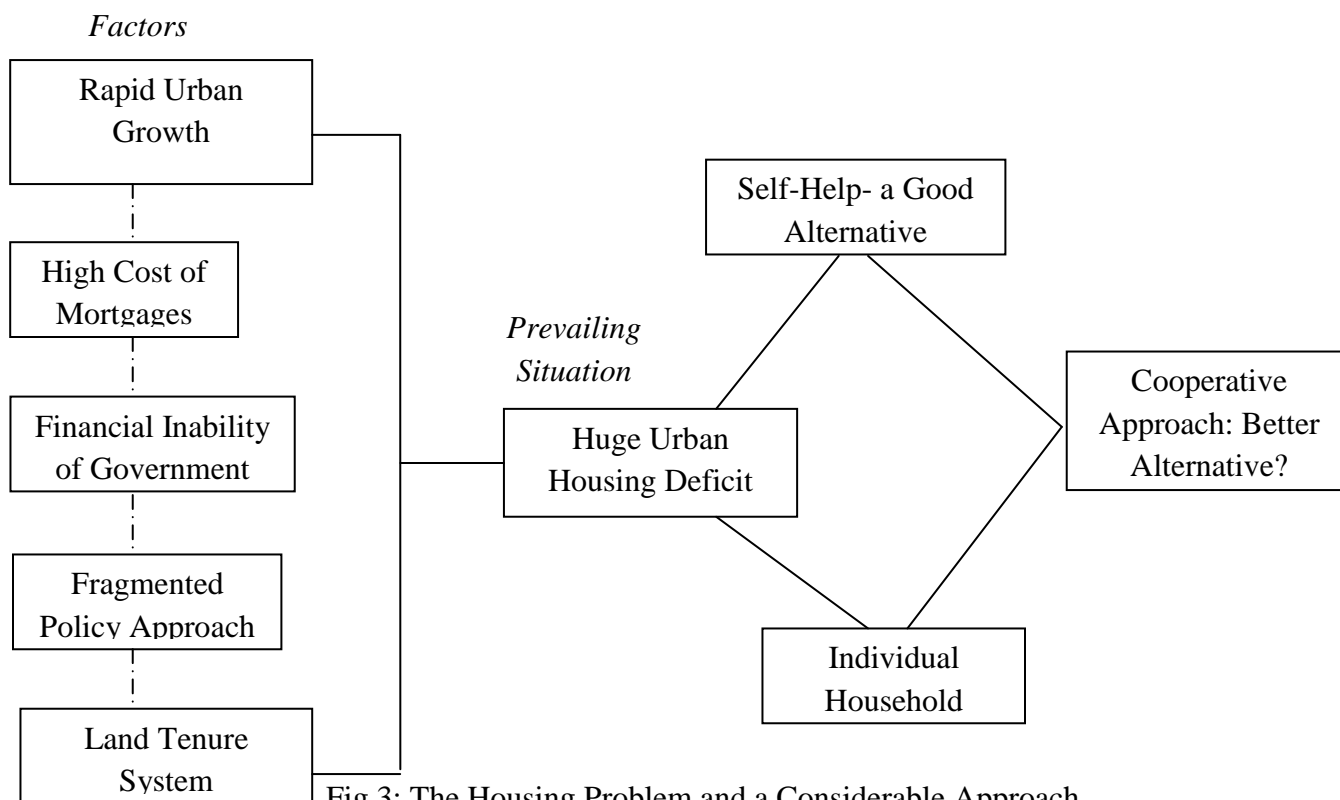 Factors
Rapid Urban
Growth
High Cost of
Mortgages
Financial Inability
of Government
Fragmented
Policy Approach
Land Tenure
System
Prevailing
Situation
Huge Urban
Housing Deficit
Self-Help- a Good
Alternative
Individual
Household
Cooperative
Approach: Better
Alternative?
Fig 3: The Housing Problem and a Considerable Approach